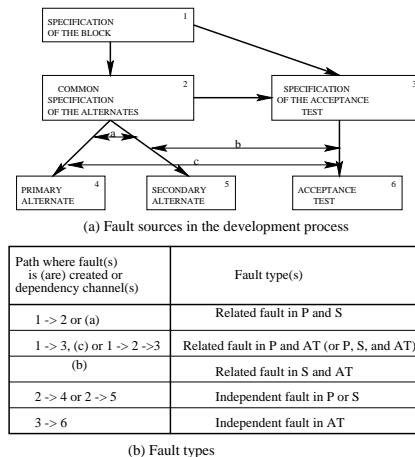 1
SPECIFICATION
OF THE BLOCK
2
COMMON
SPECIFICATION
OF THE ALTERNATES
3
SPECIFICATION
OF THE ACCEPTANCE
TEST
a
b
c
4
PRIMARY
ALTERNATE
5
SECONDARY
ALTERNATE
6
ACCEPTANCE
TEST
(a) Fault sources in the development process
Path where fault(s)
is (are) created or
dependency channel(s)
Fault type(s)
1 -> 2 or (a)
Related fault in P and S
1 -> 3, (c) or 1 -> 2 ->3
Related fault in P and AT (or P, S, and AT)
(b)
Related fault in S and AT
2 -> 4 or 2 -> 5
Independent fault in P or S
3 -> 6
Independent fault in AT
(b) Fault types